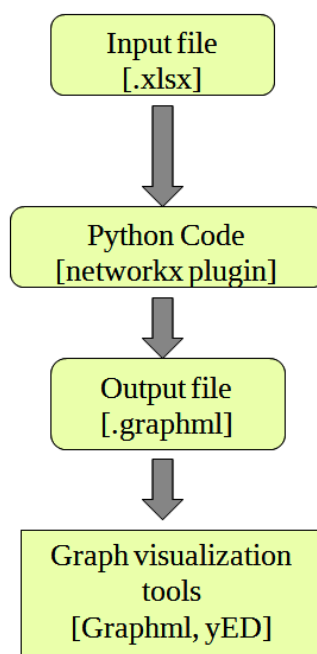 Input file
[.xlsx]
Python Code
[networkx plugin]
Output file
[.graphml]
Graph visualization
tools
[Graphml, yED]